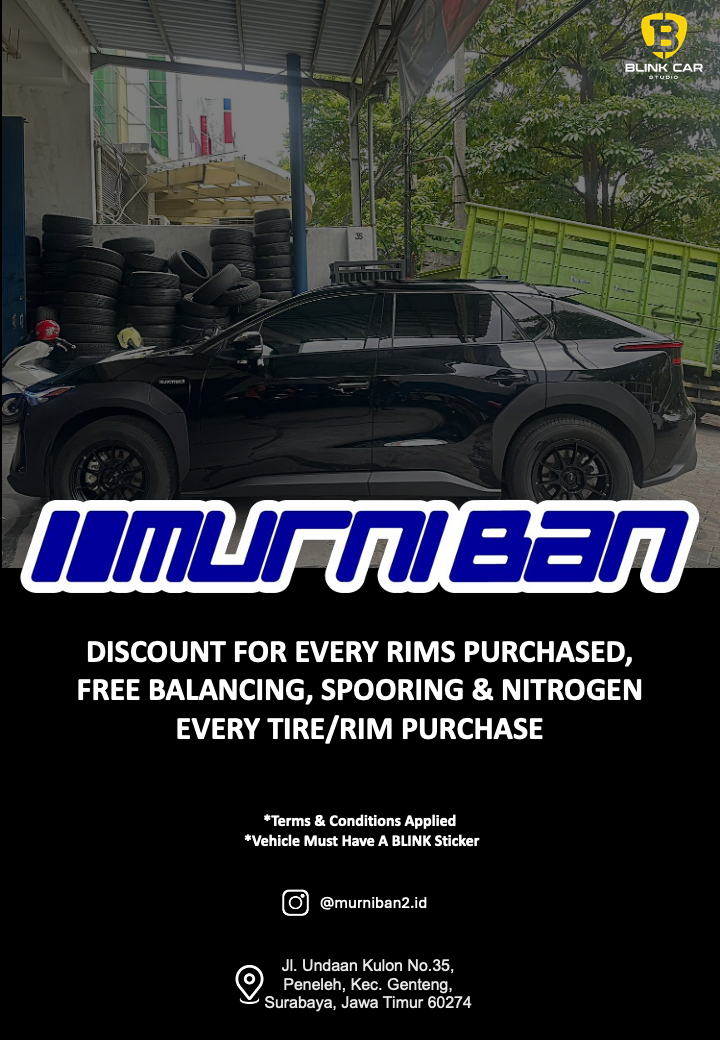 B
BLINK CAR
STUDIO
murni Ban
DISCOUNT FOR EVERY RIMS PURCHASED,
FREE BALANCING, SPOORING & NITROGEN
EVERY TIRE/RIM PURCHASE
*Terms & Conditions Applied
*Vehicle Must Have A BLINK Sticker
@murniban2.id
Jl. Undaan Kulon No.35,
Peneleh, Kec. Genteng,
Surabaya, Jawa Timur 60274